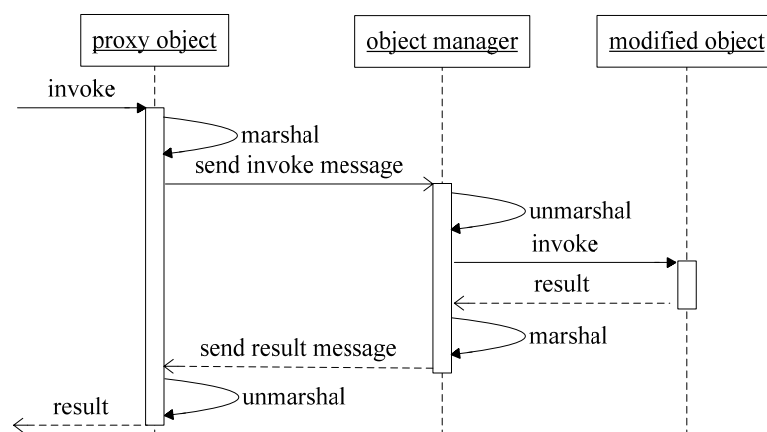 proxy object
object manager
modified object
invoke
marshal
send invoke message
unmarshal
invoke
result
marshal
send result message
unmarshal
result